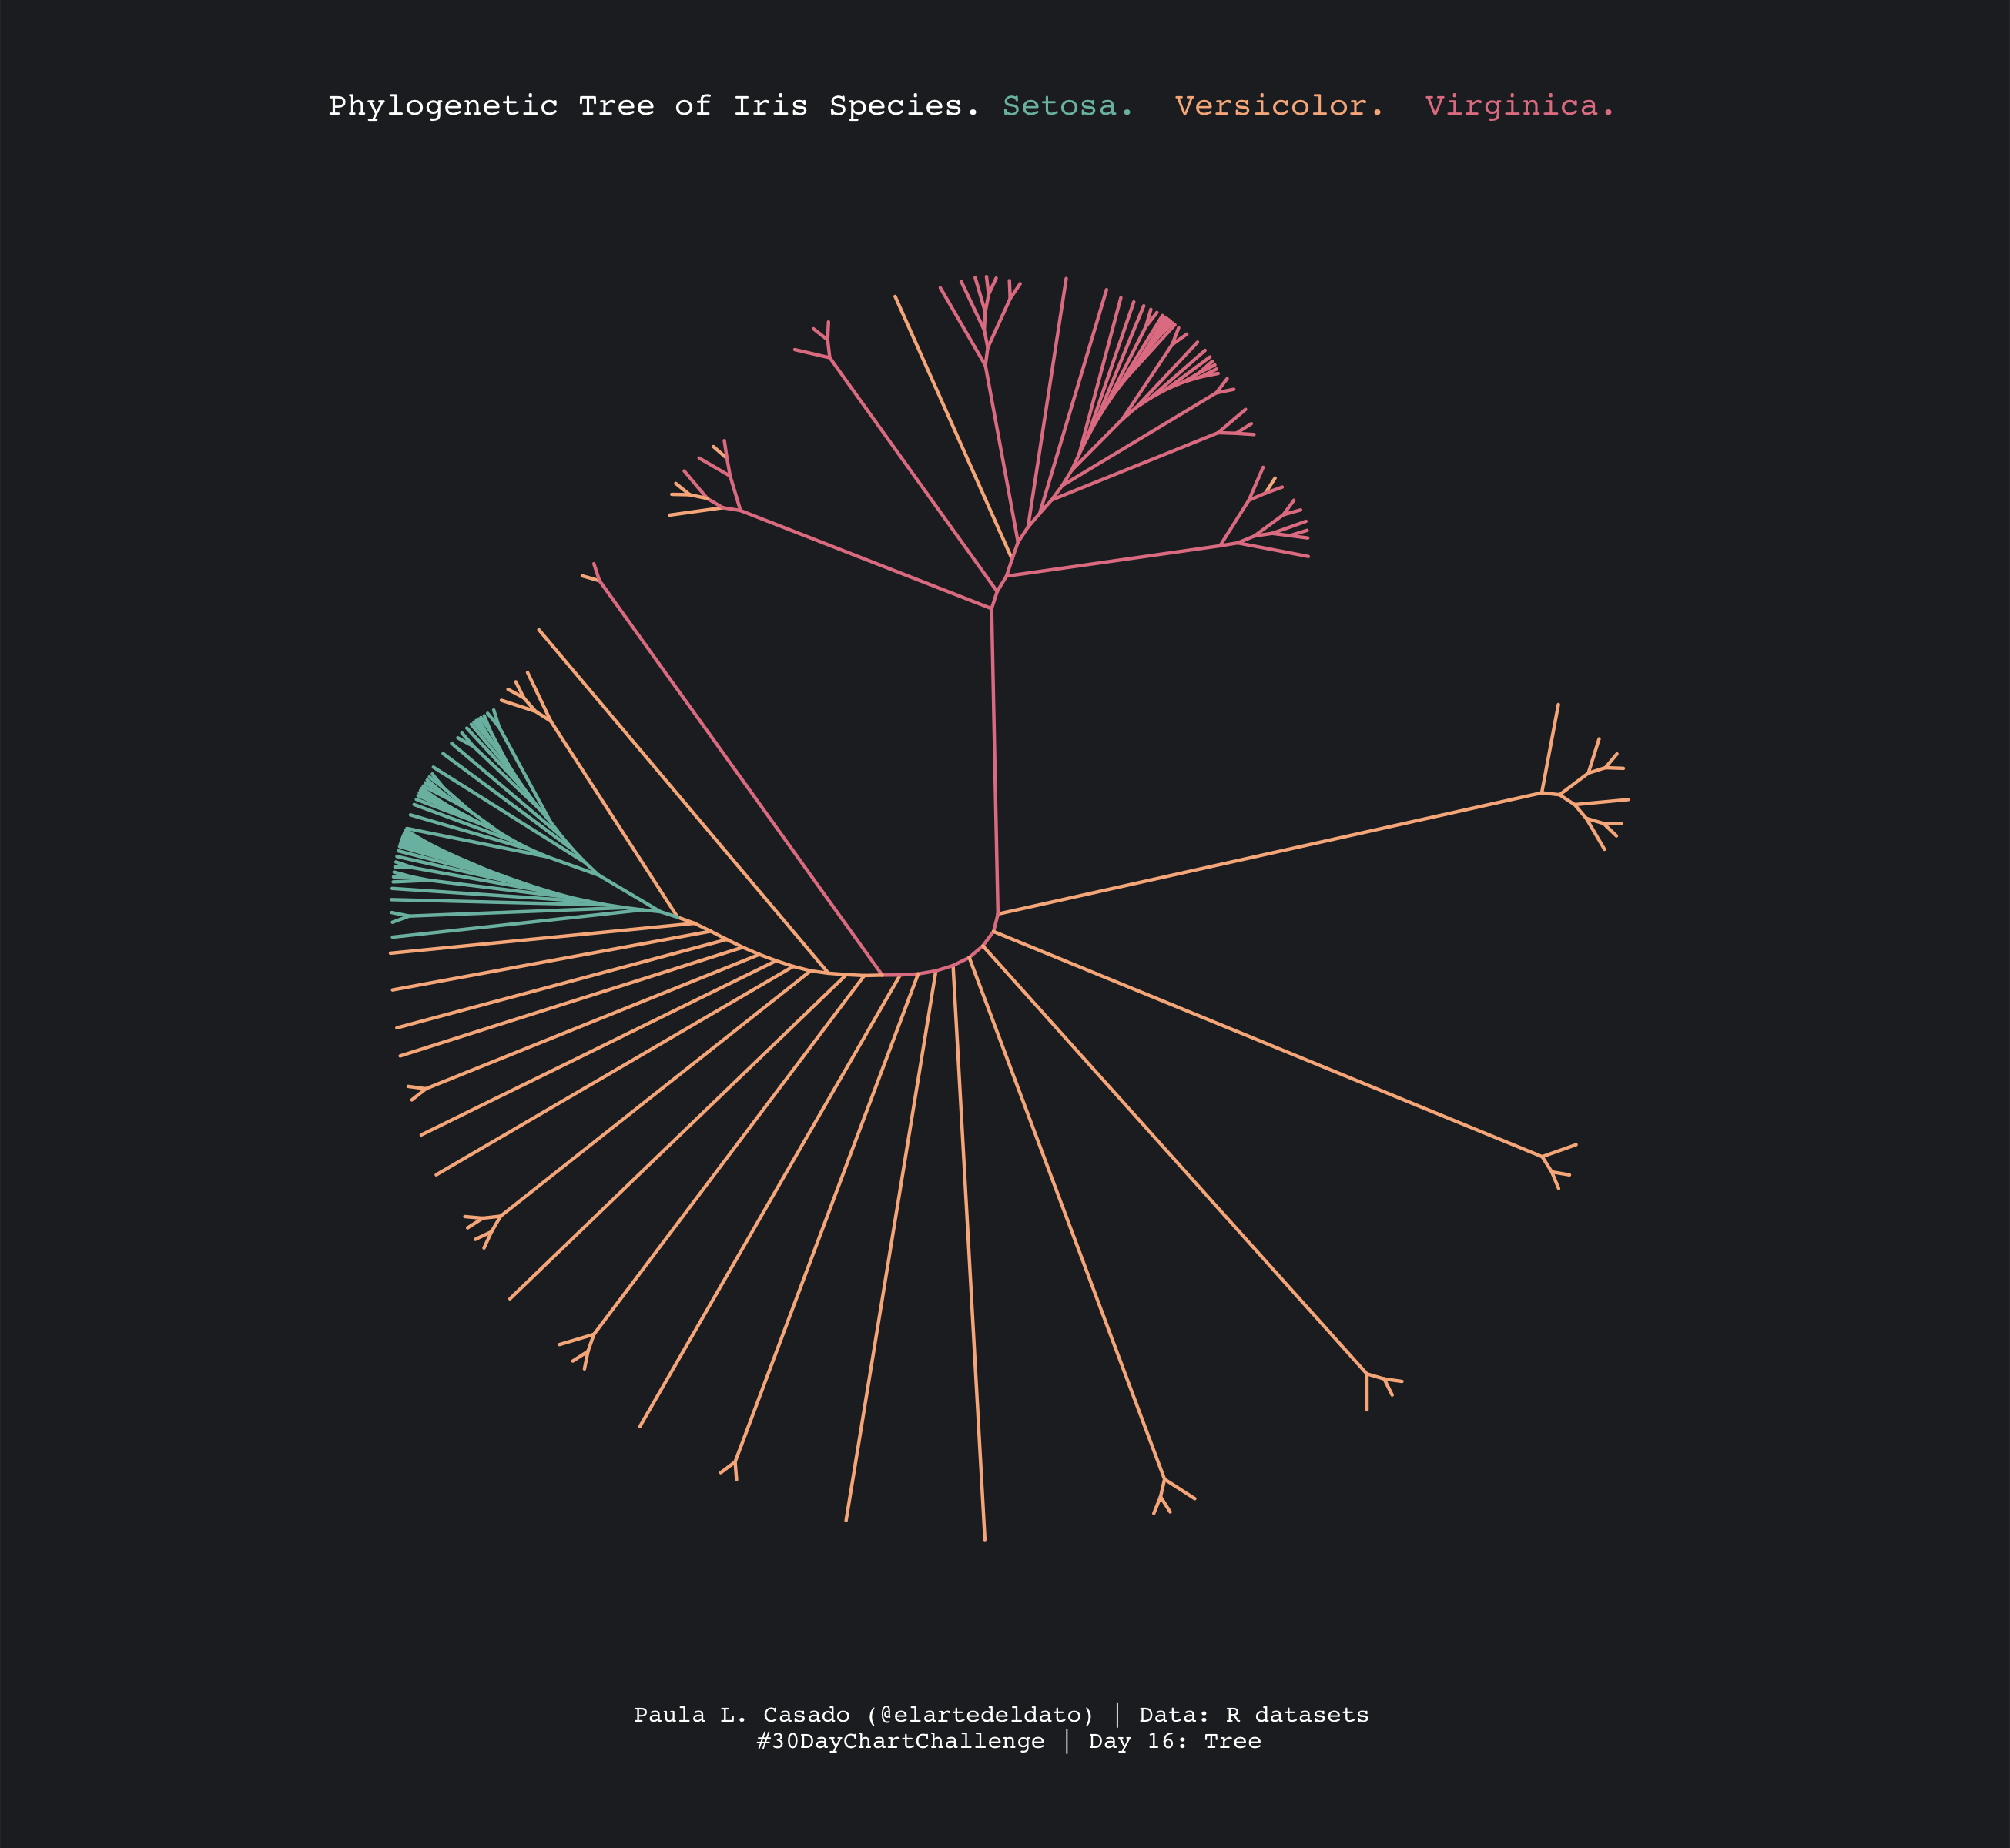 Phylogenetic Tree of Iris Species. Setosa. Versicolor. Virginica.
Paula L. Casado (@elartedeldato) | Data: R datasets
#30DayChartChallenge | Day 16: Tree